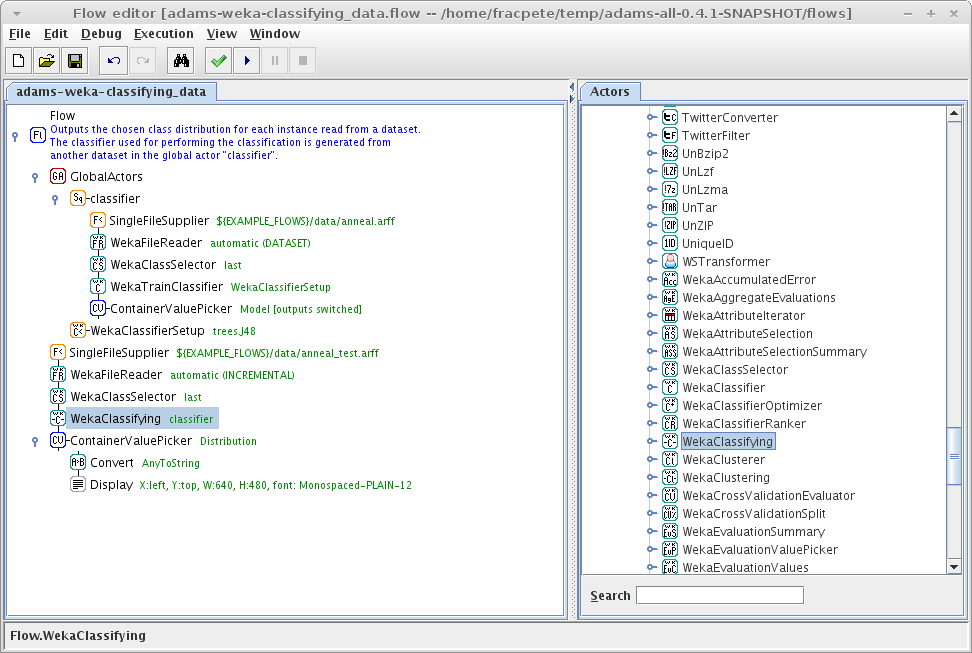 Flow editor [adams-weka-classifying_data.flow -- /home/fracpete/temp/adams-all-0.4.1-SNAPSHOT/flows]
File Edit Debug Execution View Window
adams-weka-classifying_data
Flow
Outputs the chosen class distribution for each instance read from a dataset.
The classifier used for performing the classification is generated from
another dataset in the global actor "classifier".
GlobalActors
classifier
SingleFileSupplier ${EXAMPLE_FLOWS}/data/anneal.arff
WekaFileReader automatic (DATASET)
WekaClassSelector last
WekaTrainClassifier WekaClassifierSetup
ContainerValuePicker Model [outputs switched]
WekaClassifierSetup trees.J48
SingleFileSupplier ${EXAMPLE_FLOWS}/data/anneal_test.arff
WekaFileReader automatic (INCREMENTAL)
WekaClassSelector last
WekaClassifying classifier
ContainerValuePicker Distribution
Convert AnyToString
Display X:left, Y:top, W:640, H:480, font: Monospaced-PLAIN-12
Actors
TwitterConverter
TwitterFilter
UnBzip2
UnLzf
UnLzma
UnTar
UnZIP
UniqueID
WSTransformer
WekaAccumulatedError
WekaAggregateEvaluations
WekaAttributeIterator
WekaAttributeSelection
WekaAttributeSelectionSummary
WekaClassSelector
WekaClassifier
WekaClassifierOptimizer
WekaClassifierRanker
WekaClassifying
WekaClusterer
WekaClustering
WekaCrossValidationEvaluator
WekaCrossValidationSplit
WekaEvaluationSummary
WekaEvaluationValuePicker
WekaEvaluationValues
Search
Flow.WekaClassifying